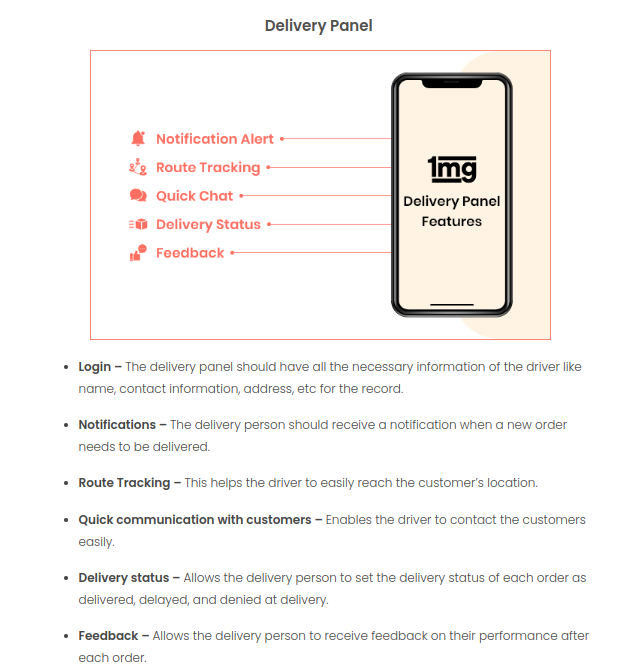 Delivery Panel
Notification Alert
Route Tracking
Quick Chat
Delivery Status
Feedback
1mg
Delivery Panel
Features
• Login – The delivery panel should have all the necessary information of the driver like
name, contact information, address, etc for the record.
• Notifications – The delivery person should receive a notification when a new order
needs to be delivered.
• Route Tracking – This helps the driver to easily reach the customer’s location.
• Quick communication with customers – Enables the driver to contact the customers
easily.
• Delivery status – Allows the delivery person to set the delivery status of each order as
delivered, delayed, and denied at delivery.
• Feedback – Allows the delivery person to receive feedback on their performance after
each order.